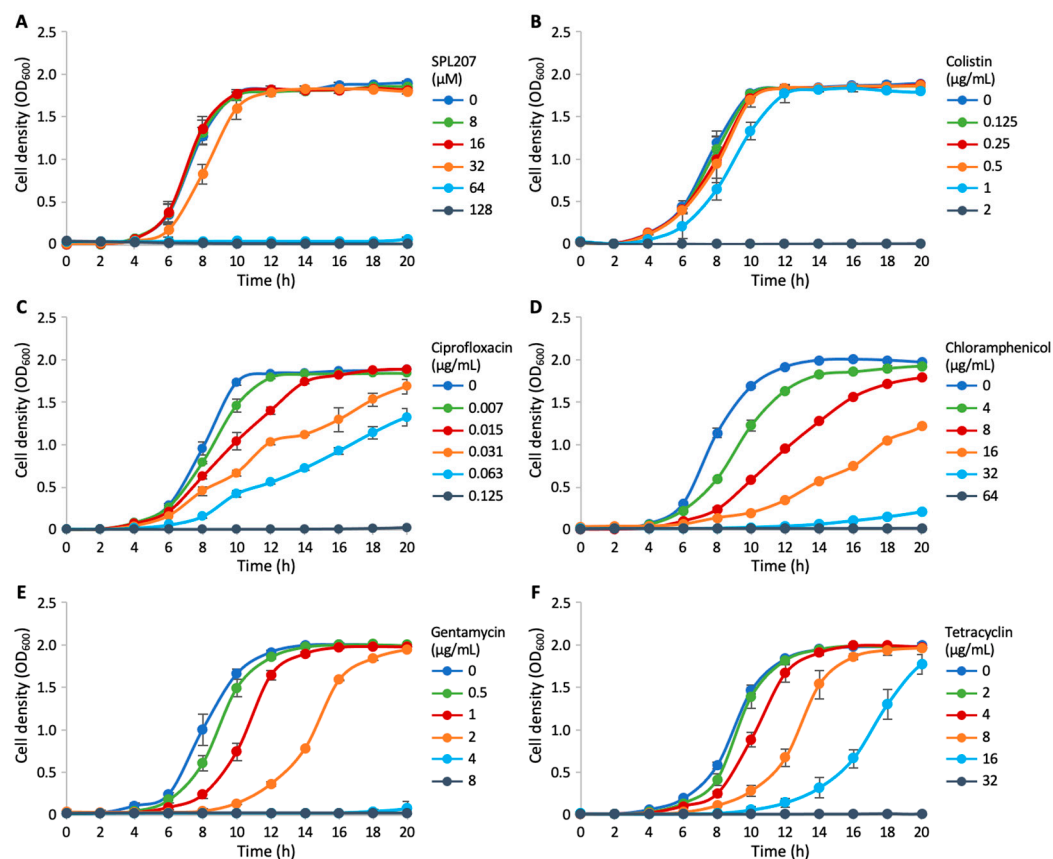 A
2.5
2.0
1.5
1.0
0.5
0
Cell density (OD600)
0 2 4 6 8 10 12 14 16 18 20
Time (h)
SPL207
(µM)
0
8
16
32
64
128
B
2.5
2.0
1.5
1.0
0.5
0
Cell density (OD600)
0 2 4 6 8 10 12 14 16 18 20
Time (h)
Colistin
(µg/mL)
0
0.125
0.25
0.5
1
2
C
2.5
2.0
1.5
1.0
0.5
0
Cell density (OD600)
0 2 4 6 8 10 12 14 16 18 20
Time (h)
Ciprofloxacin
(µg/mL)
0
0.007
0.015
0.031
0.063
0.125
D
2.5
2.0
1.5
1.0
0.5
0
Cell density (OD600)
0 2 4 6 8 10 12 14 16 18 20
Time (h)
Chloramphenicol
(µg/mL)
0
4
8
16
32
64
E
2.5
2.0
1.5
1.0
0.5
0
Cell density (OD600)
0 2 4 6 8 10 12 14 16 18 20
Time (h)
Gentamycin
(µg/mL)
0
0.5
1
2
4
8
F
2.5
2.0
1.5
1.0
0.5
0
Cell density (OD600)
0 2 4 6 8 10 12 14 16 18 20
Time (h)
Tetracyclin
(µg/mL)
0
2
4
8
16
32